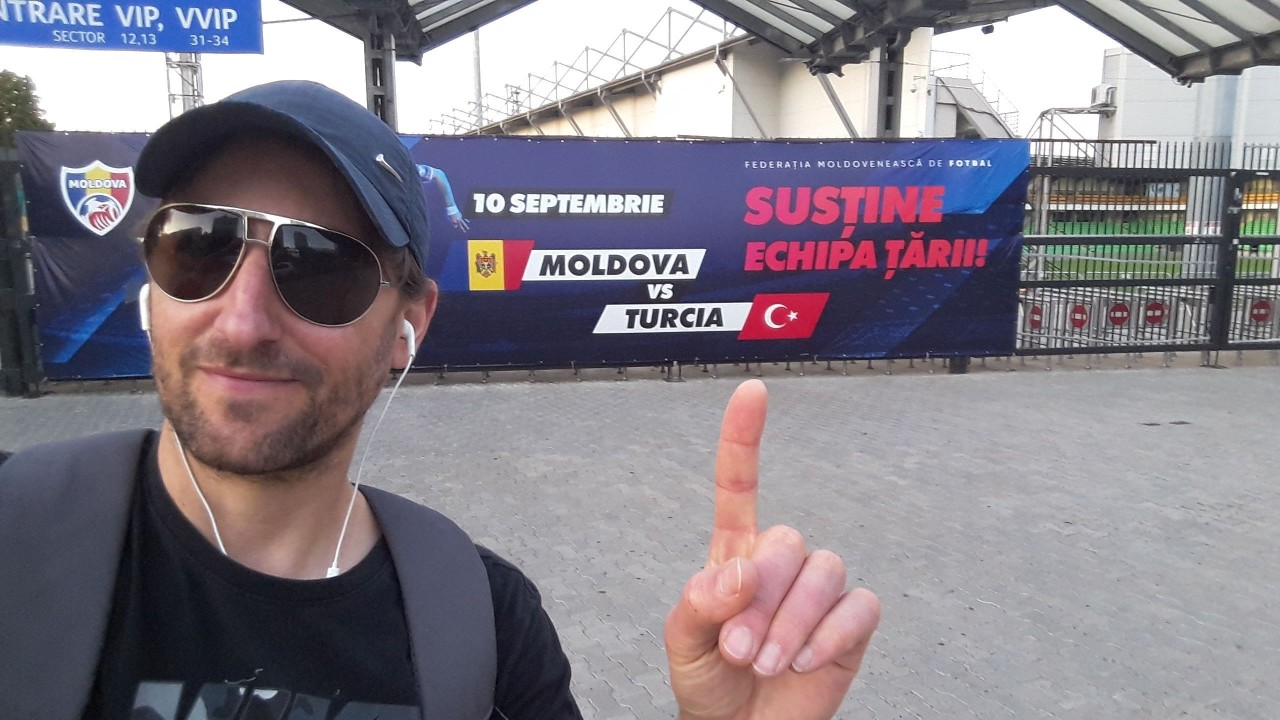 NTRARE VIP, VVIP
SECTOR 12,13 31-34
MOLDOVA
FEDERAȚIA MOLDOVENEASCĂ DE FOTBAL
10 SEPTEMBRIE
MOLDOVA
VS
TURCIA
SUSȚINE
ECHIPA ȚĂRII!